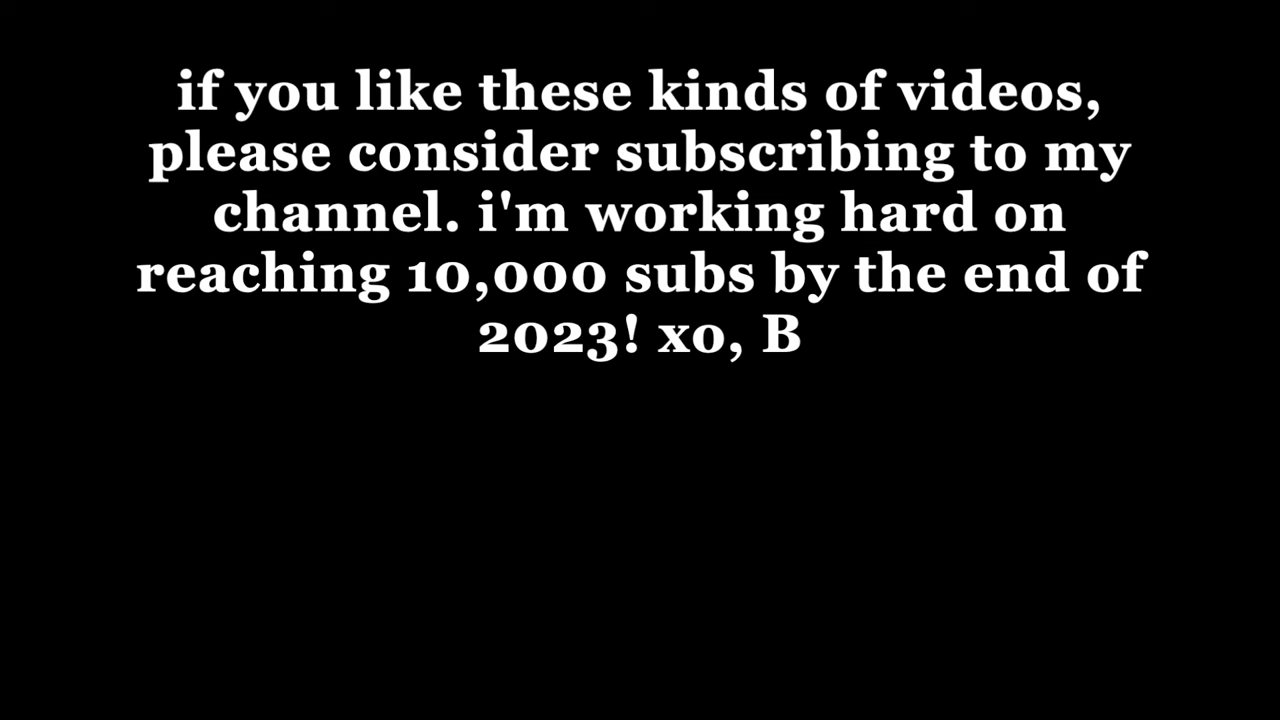 if you like these kinds of videos,
please consider subscribing to my
channel. i'm working hard on
reaching 10,000 subs by the end of
2023! xo, B